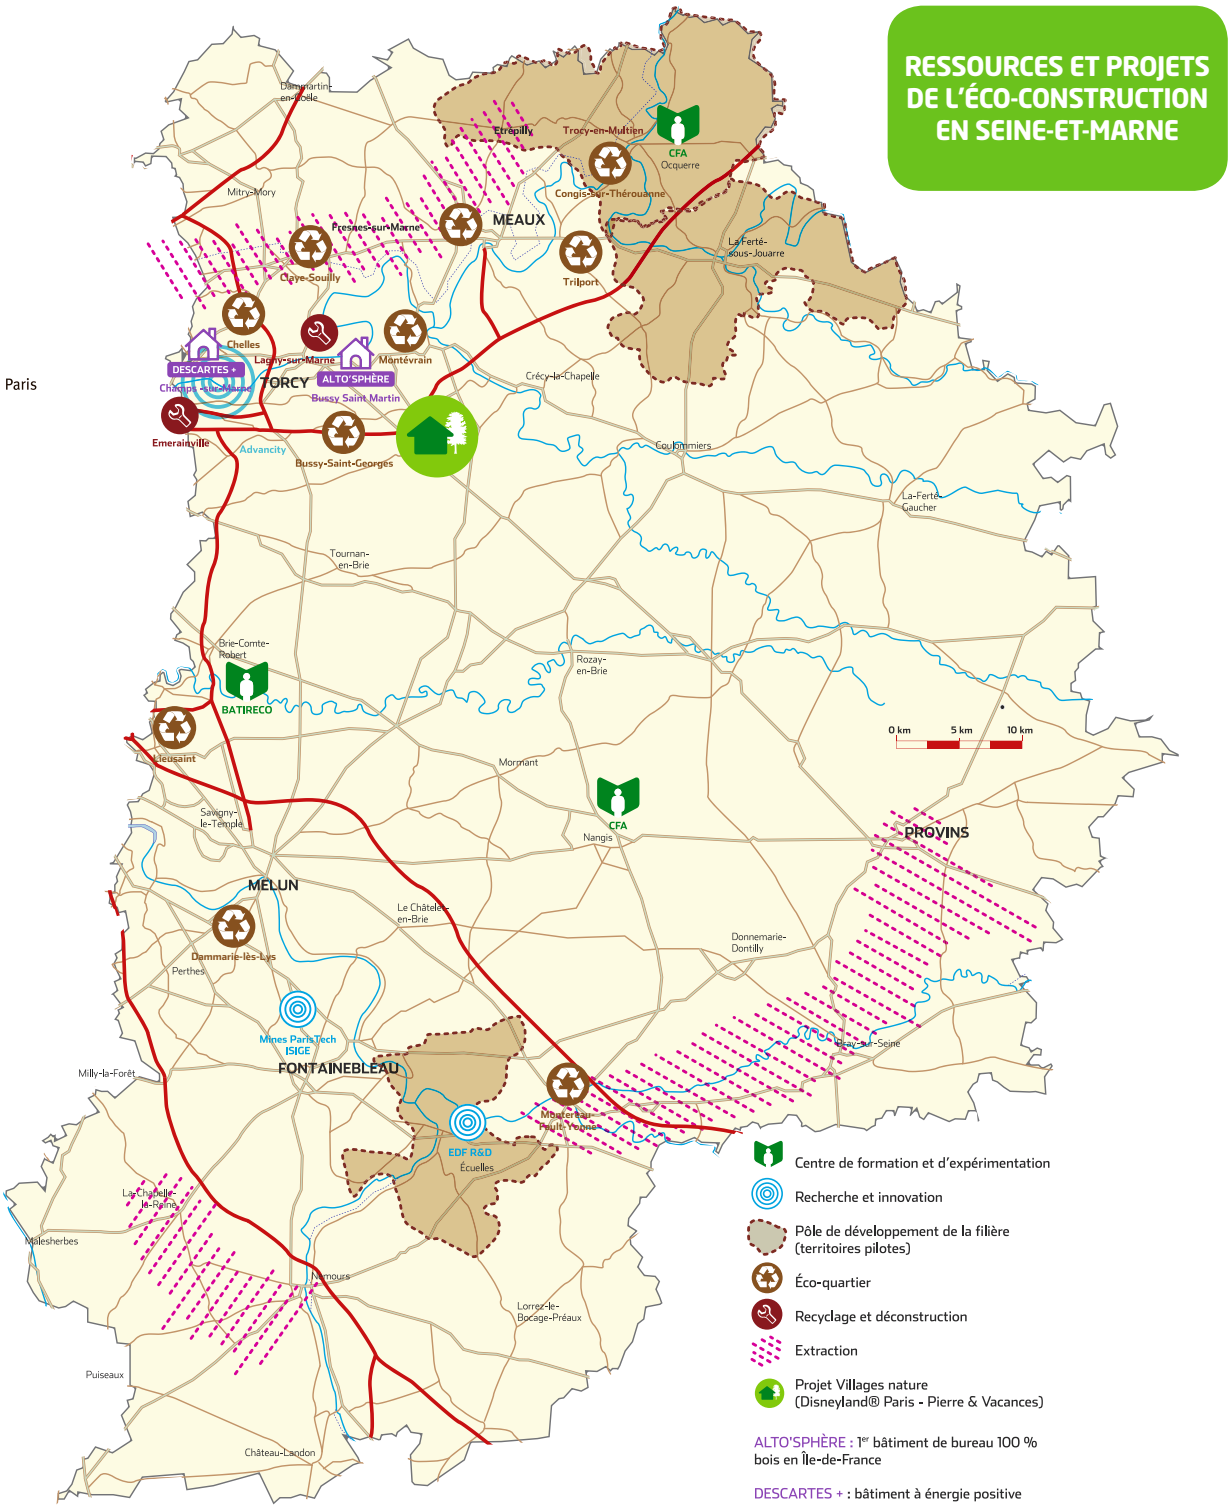 RESSOURCES ET PROJETS
DE L'ÉCO-CONSTRUCTION
EN SEINE-ET-MARNE
Dammartin-
en-Goële
Etrépilly
Trocy-en-Multien
CFA
Ocquerre
Mitry-Mory
Congis-sur-Thérouanne
Fresnes-sur-Marne
MEAUX
La Ferté-
sous-Jouarre
Claye-Souilly
Trilport
Chelles
Lagny-sur-Marne
Montévrain
DESCARTES +
Champs -sur-Marne
TORCY
ALTO'SPHÈRE
Bussy Saint Martin
Crécy-la-Chapelle
Paris
Emerainville
Advancity
Bussy-Saint-Georges
Coulommiers
La-Ferté-
Gaucher
Tournan-
en-Brie
Brie-Comte-
Robert
Rozay-
en-Brie
BATIRECO
Lieusaint
0 km
5 km
10 km
Mormant
Savigny-
le-Temple
CFA
Nangis
PROVINS
MELUN
Le Châtelet-
en-Brie
Donnemarie-
Dontilly
Dammarie-lès-Lys
Perthes
Mines ParisTech
ISIGE
Bray-sur-Seine
FONTAINEBLEAU
Milly-la-Forêt
Montereau-
Fault-Yonne
EDF R&D
Écuelles
La-Chapelle-
la-Reine
Malesherbes
Nemours
Lorrez-le-
Bocage-Préaux
Puiseaux
Château-Landon
Centre de formation et d'expérimentation
Recherche et innovation
Pôle de développement de la filière
(territoires pilotes)
Éco-quartier
Recyclage et déconstruction
Extraction
Projet Villages nature
(Disneyland® Paris - Pierre & Vacances)
ALTO'SPHÈRE : 1er bâtiment de bureau 100 %
bois en Île-de-France
DESCARTES + : bâtiment à énergie positive